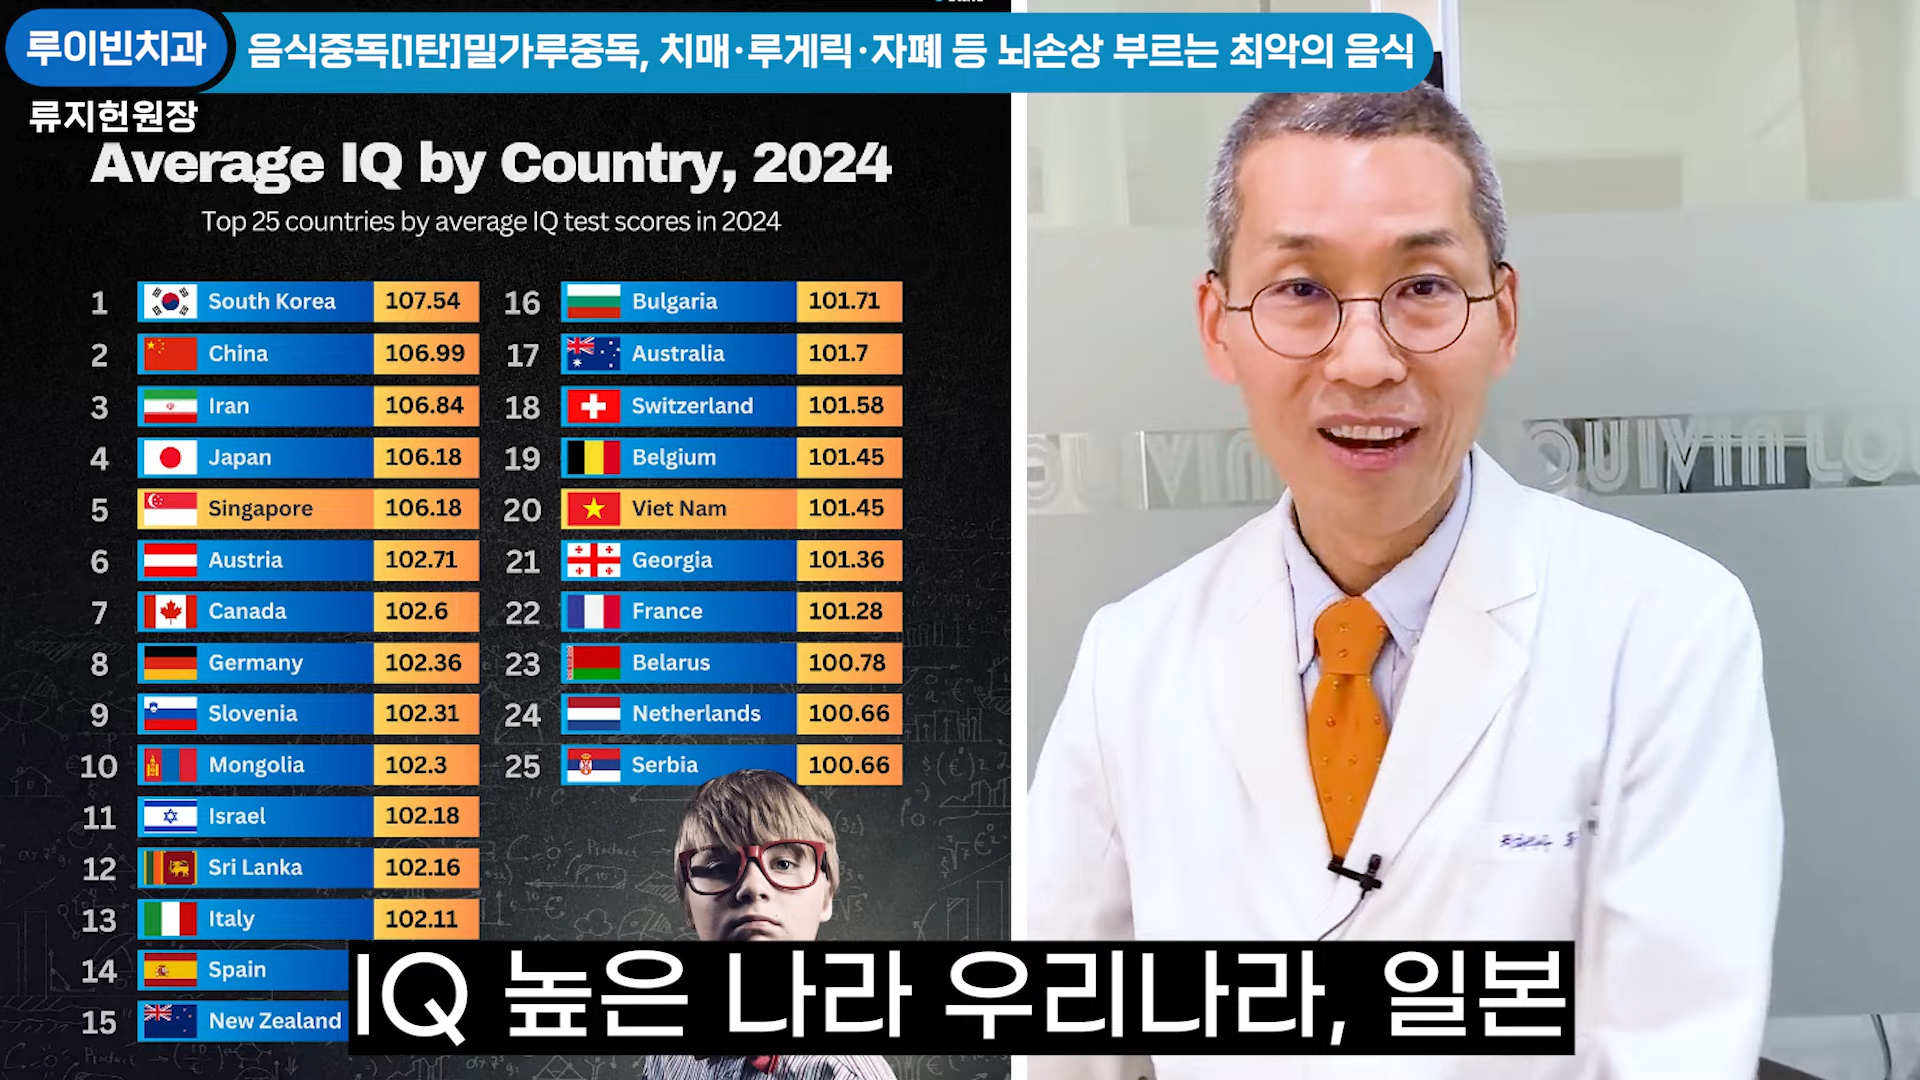 루이빈치과
음식중독[1탄]밀가루중독, 치매·루게릭·자폐 등 뇌손상 부르는 최악의 음식
류지헌원장
Average IQ by Country, 2024
Top 25 countries by average IQ test scores in 2024
1 South Korea 107.54
2 China 106.99
3 Iran 106.84
4 Japan 106.18
5 Singapore 106.18
6 Austria 102.71
7 Canada 102.6
8 Germany 102.36
9 Slovenia 102.31
10 Mongolia 102.3
11 Israel 102.18
12 Sri Lanka 102.16
13 Italy 102.11
14 Spain
15 New Zealand
16 Bulgaria 101.71
17 Australia 101.7
18 Switzerland 101.58
19 Belgium 101.45
20 Viet Nam 101.45
21 Georgia 101.36
22 France 101.28
23 Belarus 100.78
24 Netherlands 100.66
25 Serbia 100.66
IQ 높은 나라 우리나라, 일본